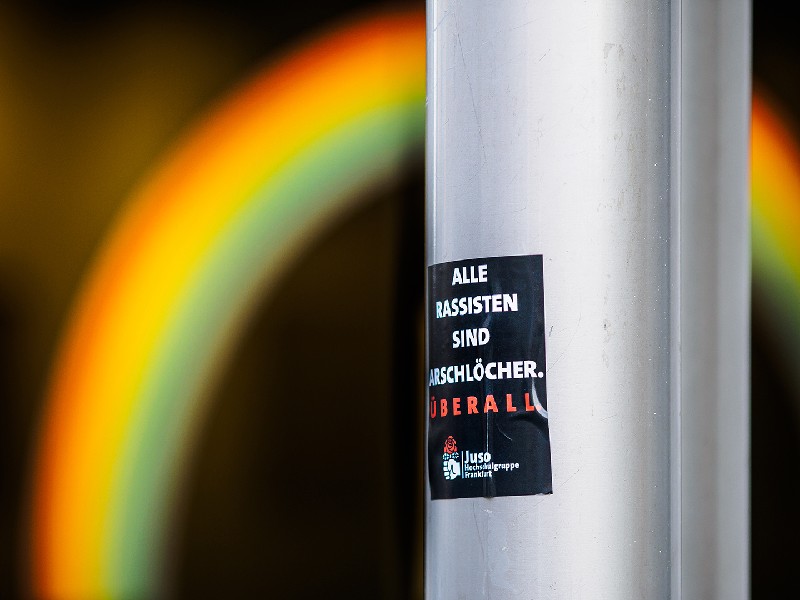 ALLE
RASSISTEN
SIND
ARSCHLÖCHER.
ÜBERALL
Juso
Hochschulgruppe
Frankfurt